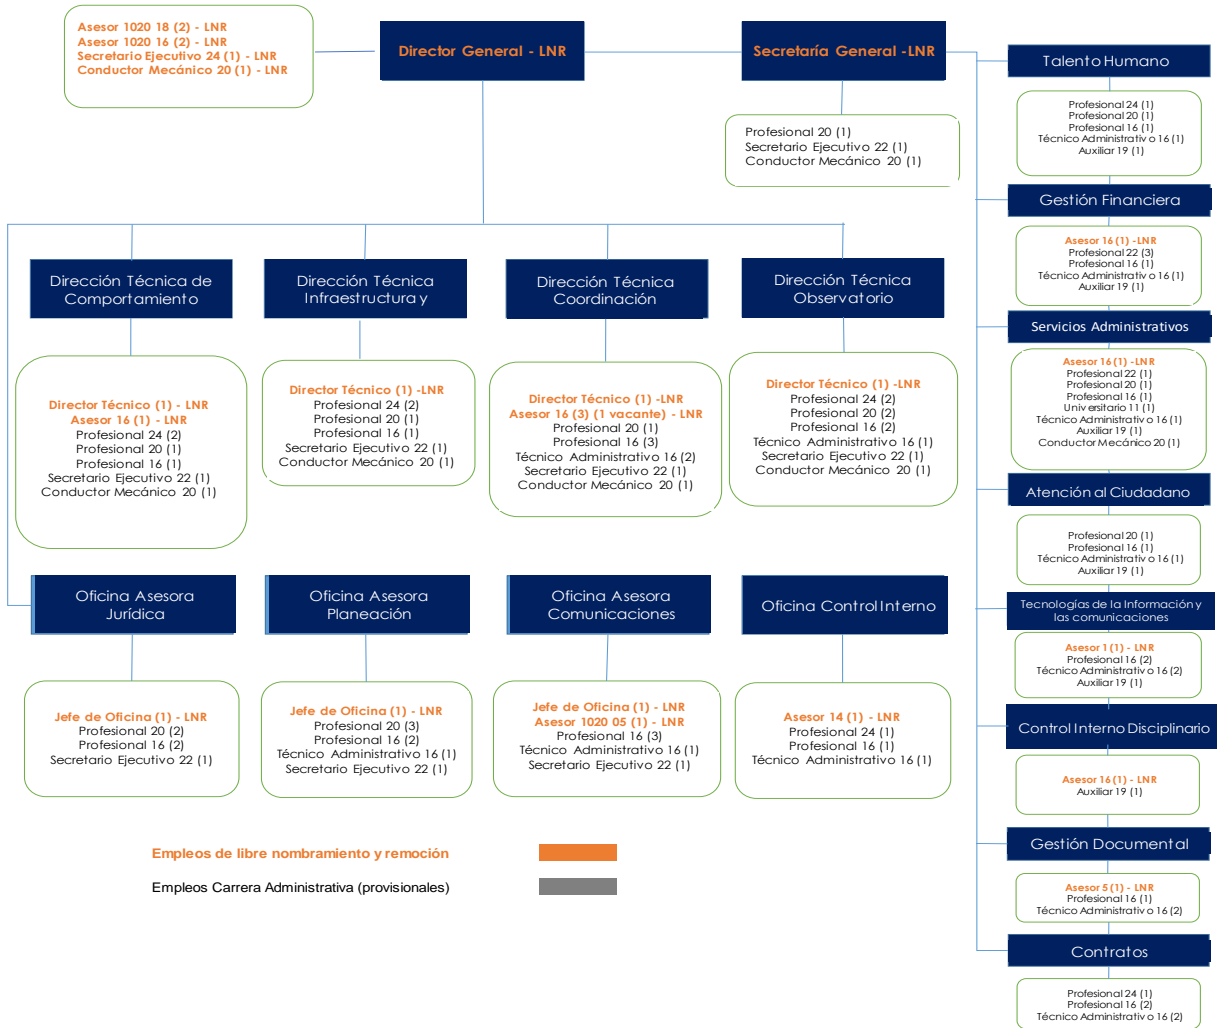 Asesor 1020 18 (2) - LNR
Asesor 1020 16 (2) - LNR
Secretario Ejecutivo 24 (1) - LNR
Conductor Mecánico 20 (1) - LNR
Director General - LNR
Secretaría General -LNR
Profesional 20 (1)
Secretario Ejecutivo 22 (1)
Conductor Mecánico 20 (1)
Dirección Técnica de
Comportamiento
Director Técnico (1) - LNR
Asesor 16 (1) - LNR
Profesional 24 (2)
Profesional 20 (1)
Profesional 16 (1)
Secretario Ejecutivo 22 (1)
Conductor Mecánico 20 (1)
Dirección Técnica
Infraestructura y
Director Técnico (1) -LNR
Profesional 24 (2)
Profesional 20 (1)
Profesional 16 (1)
Secretario Ejecutivo 22 (1)
Conductor Mecánico 20 (1)
Dirección Técnica
Coordinación
Director Técnico (1) -LNR
Asesor 16 (3) (1 vacante) - LNR
Profesional 20 (1)
Profesional 16 (3)
Técnico Administrativo 16 (2)
Secretario Ejecutivo 22 (1)
Conductor Mecánico 20 (1)
Dirección Técnica
Observatorio
Director Técnico (1) -LNR
Profesional 24 (2)
Profesional 20 (2)
Profesional 16 (2)
Técnico Administrativo 16 (1)
Secretario Ejecutivo 22 (1)
Conductor Mecánico 20 (1)
Oficina Asesora
Jurídica
Jefe de Oficina (1) - LNR
Profesional 20 (2)
Profesional 16 (2)
Secretario Ejecutivo 22 (1)
Oficina Asesora
Planeación
Jefe de Oficina (1) - LNR
Profesional 20 (3)
Profesional 16 (2)
Técnico Administrativo 16 (1)
Secretario Ejecutivo 22 (1)
Oficina Asesora
Comunicaciones
Jefe de Oficina (1) - LNR
Asesor 1020 05 (1) - LNR
Profesional 16 (3)
Técnico Administrativo 16 (1)
Secretario Ejecutivo 22 (1)
Oficina Control Interno
Asesor 14 (1) - LNR
Profesional 24 (1)
Profesional 16 (1)
Técnico Administrativo 16 (1)
Talento Humano
Profesional 24 (1)
Profesional 20 (1)
Profesional 16 (1)
Técnico Administrativo 16 (1)
Auxiliar 19 (1)
Gestión Financiera
Asesor 16 (1) -LNR
Profesional 22 (3)
Profesional 16 (1)
Técnico Administrativo 16 (1)
Auxiliar 19 (1)
Servicios Administrativos
Asesor 16 (1) -LNR
Profesional 22 (1)
Profesional 20 (1)
Profesional 16 (1)
Universitario 11 (1)
Técnico Administrativo 16 (1)
Auxiliar 19 (1)
Conductor Mecánico 20 (1)
Atención al Ciudadano
Profesional 20 (1)
Profesional 16 (1)
Técnico Administrativo 16 (1)
Auxiliar 19 (1)
Tecnologías de la Información y
las comunicaciones
Asesor 1 (1) - LNR
Profesional 16 (2)
Técnico Administrativo 16 (2)
Auxiliar 19 (1)
Control Interno Disciplinario
Asesor 16 (1) - LNR
Auxiliar 19 (1)
Gestión Documental
Asesor 5 (1) - LNR
Profesional 16 (1)
Técnico Administrativo 16 (2)
Contratos
Profesional 24 (1)
Profesional 16 (2)
Técnico Administrativo 16 (2)
Empleos de libre nombramiento y remoción
Empleos Carrera Administrativa (provisionales)